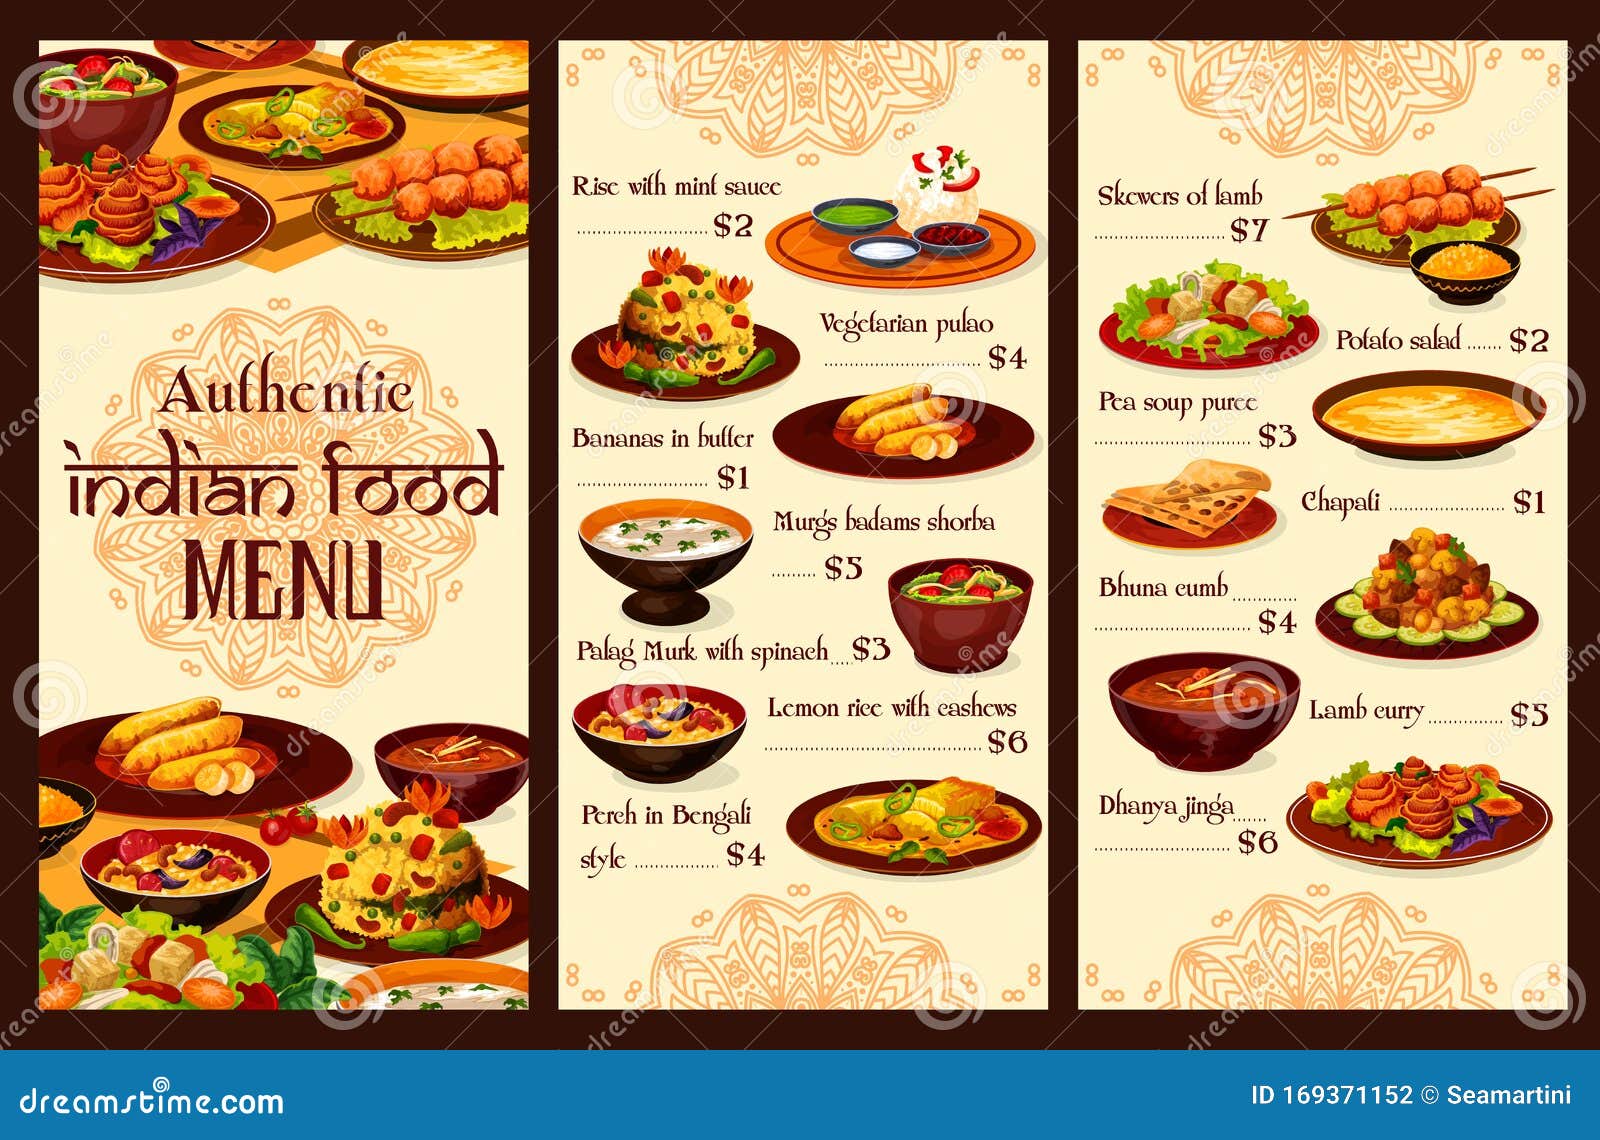 Authentic
indian food
MENU
Rise with mint sauce
$2
Vegetarian pulao
$4
Bananas in butter
$1
Murgs badams shorba
$5
Palag Murk with spinach $3
Lemon rice with cashews
$6
Perch in Bengali
style $4
Skewers of lamb
$7
Potato salad $2
Pea soup puree
$3
Chapati $1
Bhuna cumb
$4
Lamb curry $5
Dhanya jinga
$6
dreamstime.com
ID 169371152 © Seamartini